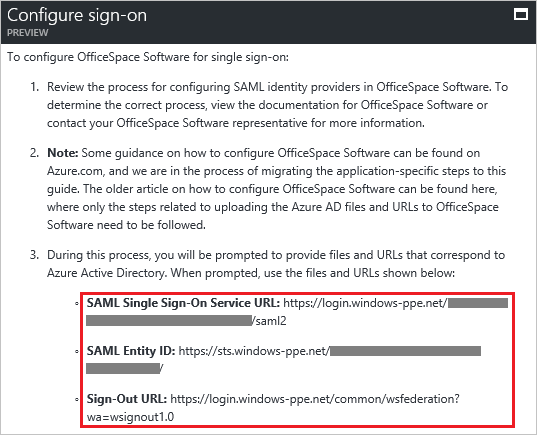 Configure sign-on
PREVIEW
To configure OfficeSpace Software for single sign-on:
1. Review the process for configuring SAML identity providers in OfficeSpace Software. To
determine the correct process, view the documentation for OfficeSpace Software or
contact your OfficeSpace Software representative for more information.
2. Note: Some guidance on how to configure OfficeSpace Software can be found on
Azure.com, and we are in the process of migrating the application-specific steps to this
guide. The older article on how to configure OfficeSpace Software can be found here,
where only the steps related to uploading the Azure AD files and URLs to OfficeSpace
Software need to be followed.
3. During this process, you will be prompted to provide files and URLs that correspond to
Azure Active Directory. When prompted, use the files and URLs shown below:
◦ SAML Single Sign-On Service URL: https://login.windows-ppe.net/
/saml2
◦ SAML Entity ID: https://sts.windows-ppe.net/
/
◦ Sign-Out URL: https://login.windows-ppe.net/common/wsfederation?
wa=wsignout1.0